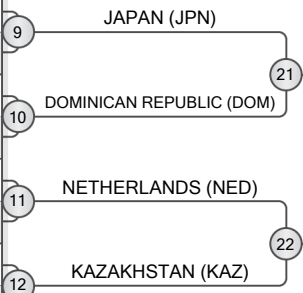 JAPAN (JPN)
9
21
DOMINICAN REPUBLIC (DOM)
10
NETHERLANDS (NED)
11
22
KAZAKHSTAN (KAZ)
12